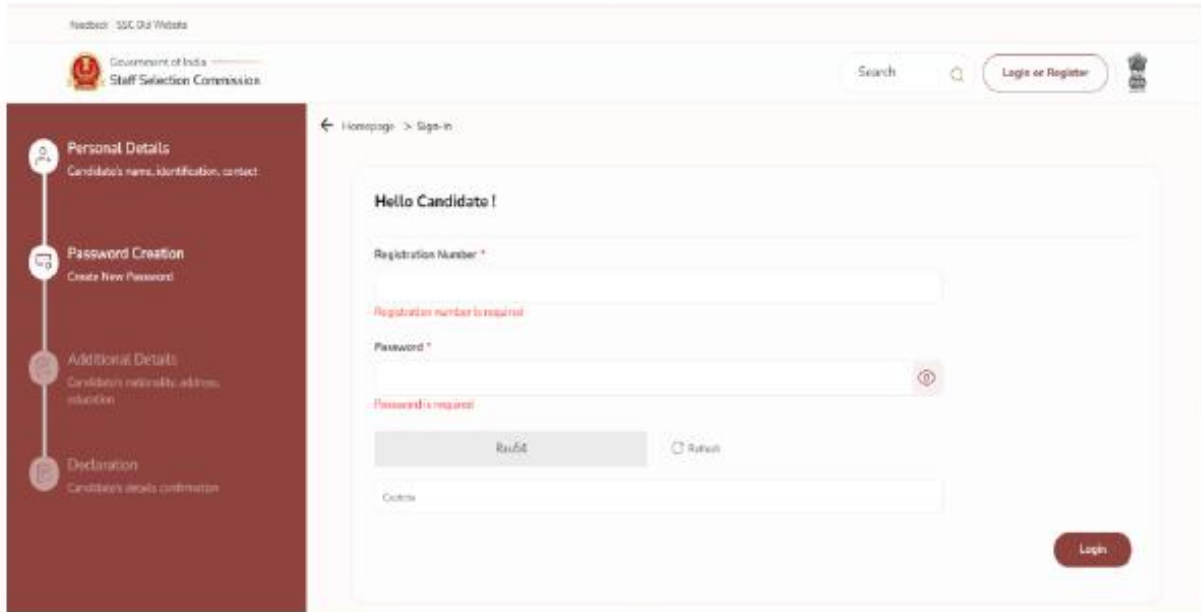 Feedback SSC Old Website
Government of India
Staff Selection Commission
Search
Login or Register
Homepage > Sign-in
Personal Details
Candidate's name, identification, contact
Password Creation
Create New Password
Additional Details
Candidate's nationality, address,
education
Declaration
Candidate's details confirmation
Hello Candidate !
Registration Number *
Registration number is required
Password *
Password is required
Refresh
Captcha
Login